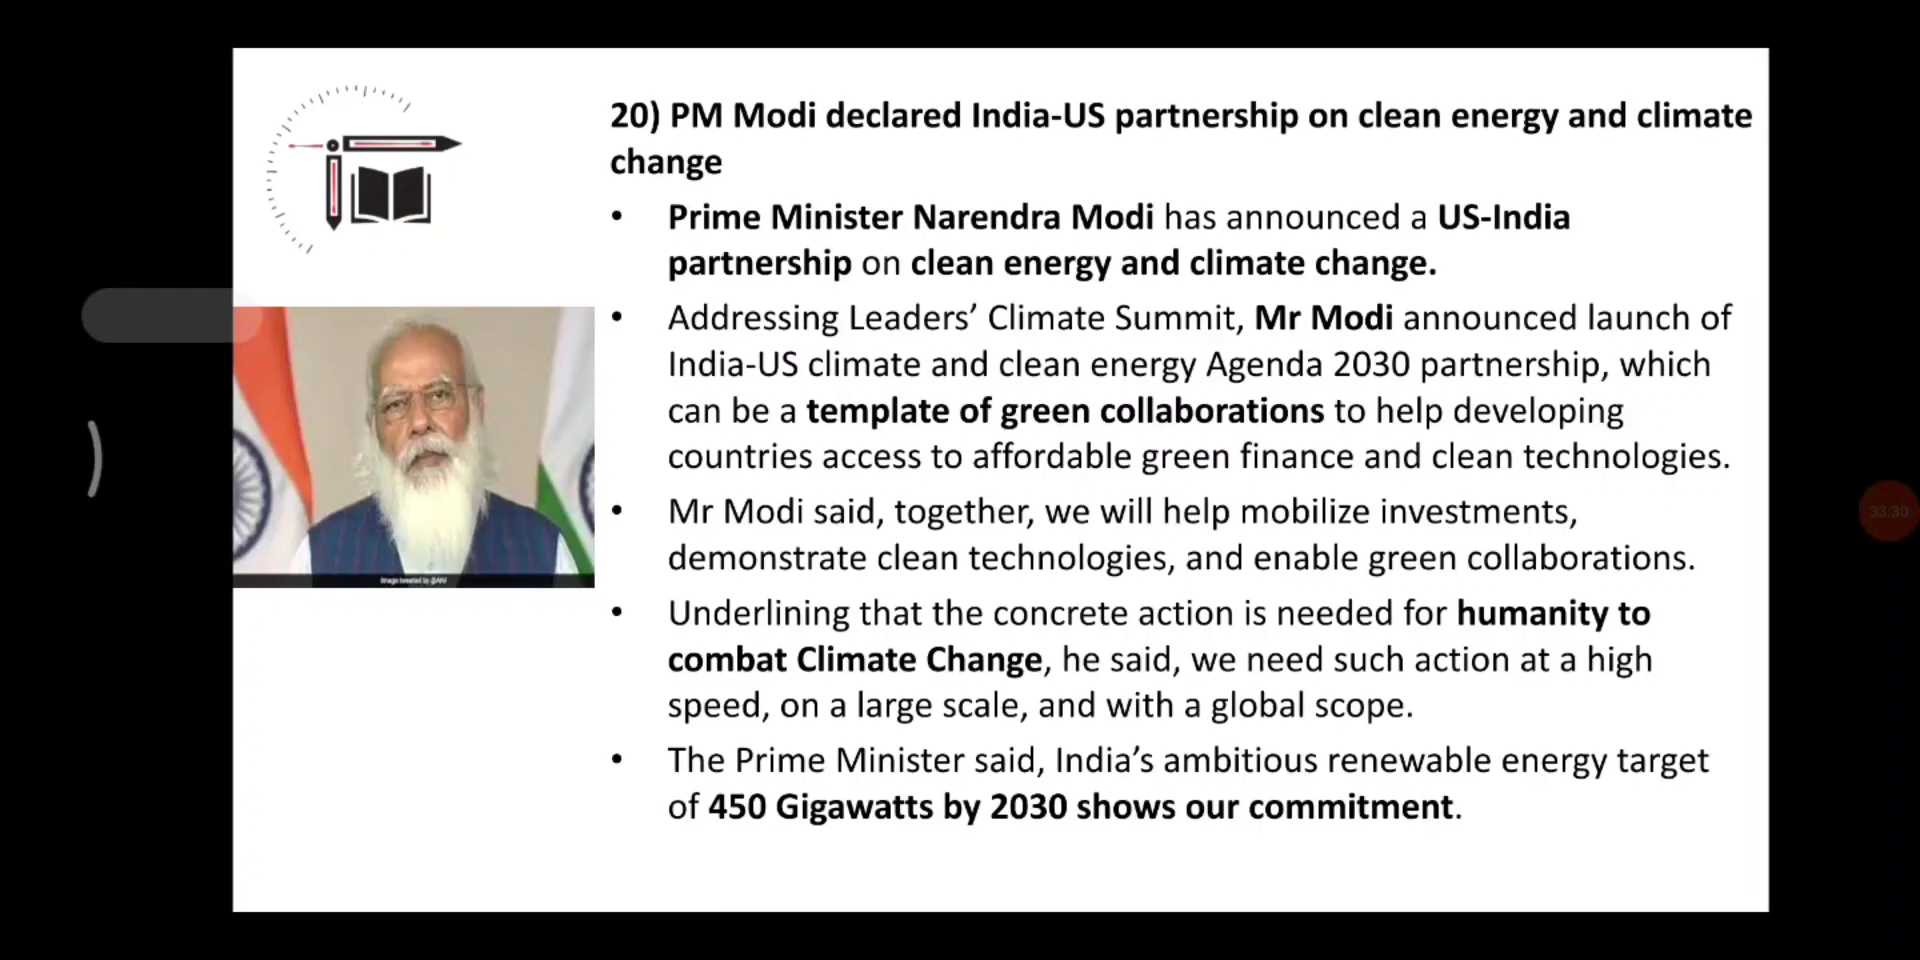 20) PM Modi declared India-US partnership on clean energy and climate
change
• Prime Minister Narendra Modi has announced a US-India
partnership on clean energy and climate change.
• Addressing Leaders’ Climate Summit, Mr Modi announced launch of
India-US climate and clean energy Agenda 2030 partnership, which
can be a template of green collaborations to help developing
countries access to affordable green finance and clean technologies.
• Mr Modi said, together, we will help mobilize investments,
demonstrate clean technologies, and enable green collaborations.
• Underlining that the concrete action is needed for humanity to
combat Climate Change, he said, we need such action at a high
speed, on a large scale, and with a global scope.
• The Prime Minister said, India’s ambitious renewable energy target
of 450 Gigawatts by 2030 shows our commitment.
Image tweeted by @ANI
33:30